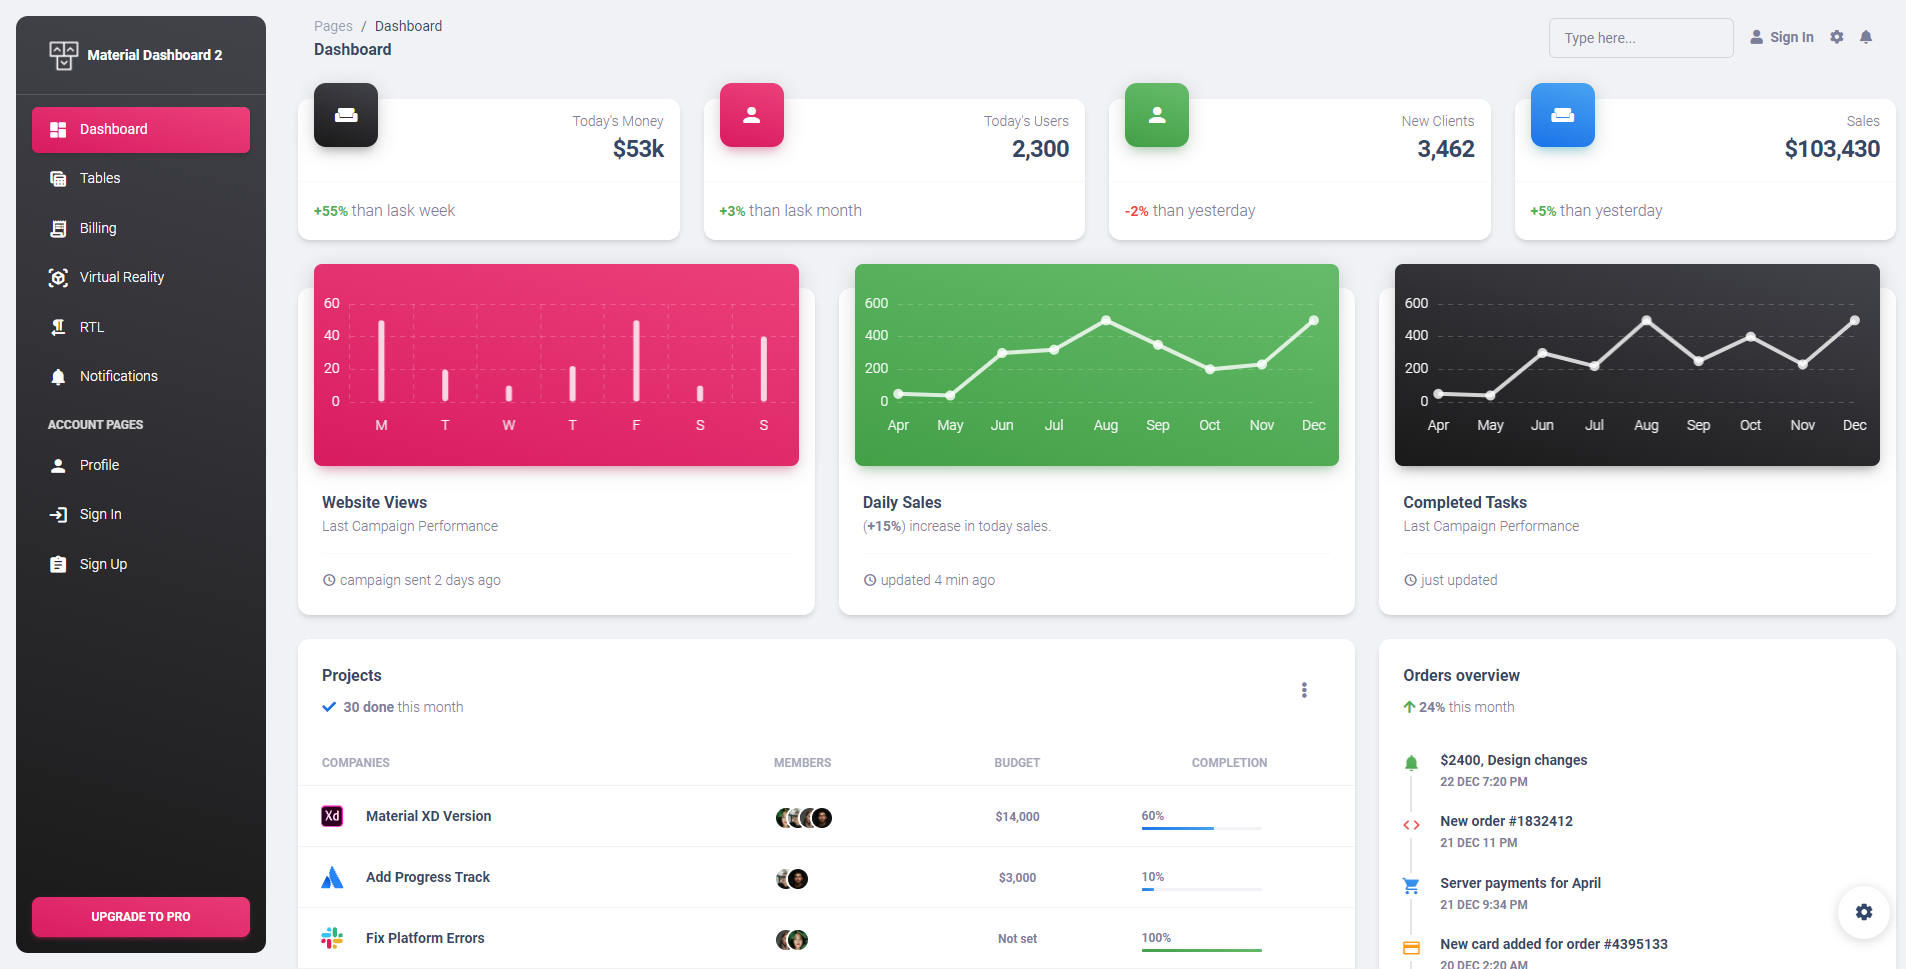 Material Dashboard 2
Dashboard
Tables
Billing
Virtual Reality
RTL
Notifications
ACCOUNT PAGES
Profile
Sign In
Sign Up
UPGRADE TO PRO
Pages / Dashboard
Dashboard
Type here...
Sign In
Today's Money
$53k
+55% than lask week
Today's Users
2,300
+3% than lask month
New Clients
3,462
-2% than yesterday
Sales
$103,430
+5% than yesterday
60
40
20
0
M T W T F S S
Website Views
Last Campaign Performance
campaign sent 2 days ago
600
400
200
0
Apr May Jun Jul Aug Sep Oct Nov Dec
Daily Sales
(+15%) increase in today sales.
updated 4 min ago
600
400
200
0
Apr May Jun Jul Aug Sep Oct Nov Dec
Completed Tasks
Last Campaign Performance
just updated
Projects
30 done this month
COMPANIES MEMBERS BUDGET COMPLETION
Xd Material XD Version $14,000 60%
Add Progress Track $3,000 10%
Fix Platform Errors Not set 100%
Orders overview
24% this month
$2400, Design changes
22 DEC 7:20 PM
New order #1832412
21 DEC 11 PM
Server payments for April
21 DEC 9:34 PM
New card added for order #4395133
20 DEC 2:20 AM